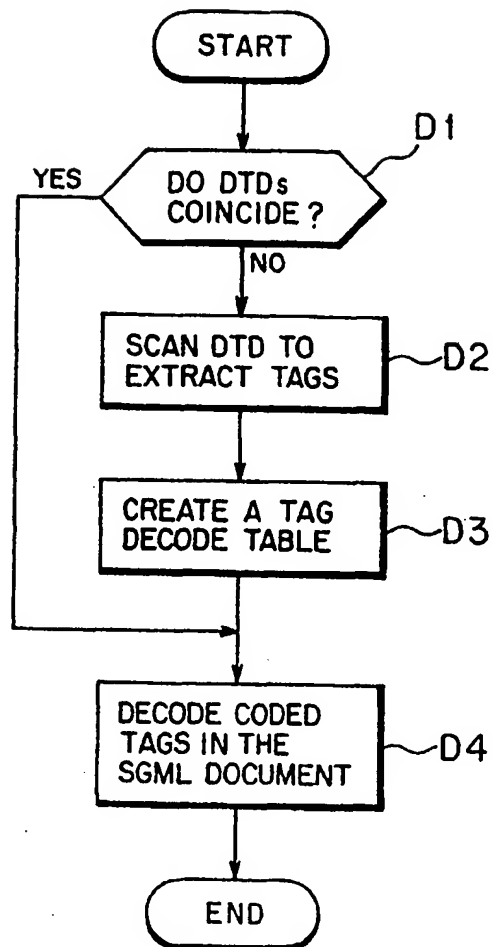 START
D1
YES
DO DTDs
COINCIDE?
NO
SCAN DTD TO
EXTRACT TAGS
D2
CREATE A TAG
DECODE TABLE
D3
DECODE CODED
TAGS IN THE
SGML DOCUMENT
D4
END